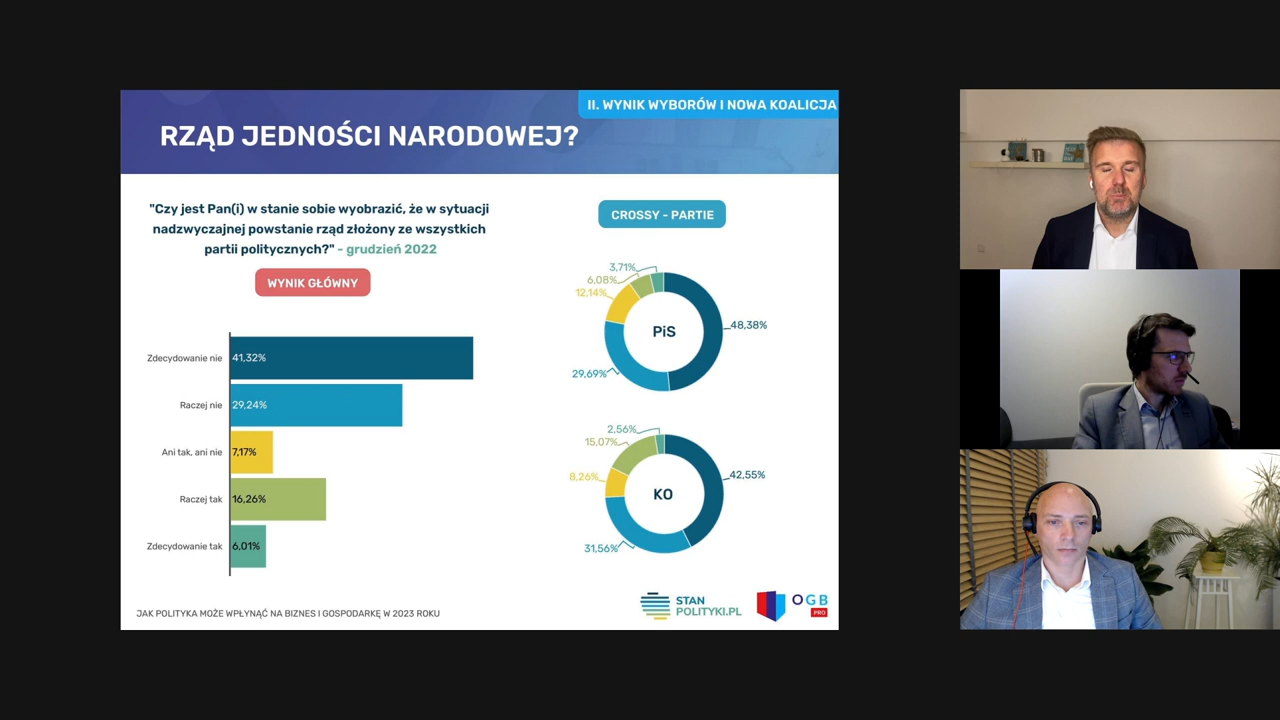 II. WYNIK WYBORÓW I NOWA KOALICJA
RZĄD JEDNOŚCI NARODOWEJ?
"Czy jest Pan(i) w stanie sobie wyobrazić, że w sytuacji
nadzwyczajnej powstanie rząd złożony ze wszystkich
partii politycznych?" - grudzień 2022
WYNIK GŁÓWNY
Zdecydowanie nie 41,32%
Raczej nie 29,24%
Ani tak, ani nie 7,17%
Raczej tak 16,26%
Zdecydowanie tak 6,01%
CROSSY - PARTIE
3,71%
6,08%
12,14%
PiS
48,38%
29,69%
2,56%
15,07%
8,26%
42,55%
KO
31,56%
JAK POLITYKA MOŻE WPŁYNĄĆ NA BIZNES I GOSPODARKĘ W 2023 ROKU
STAN
POLITYKI.PL
OGB
PRO